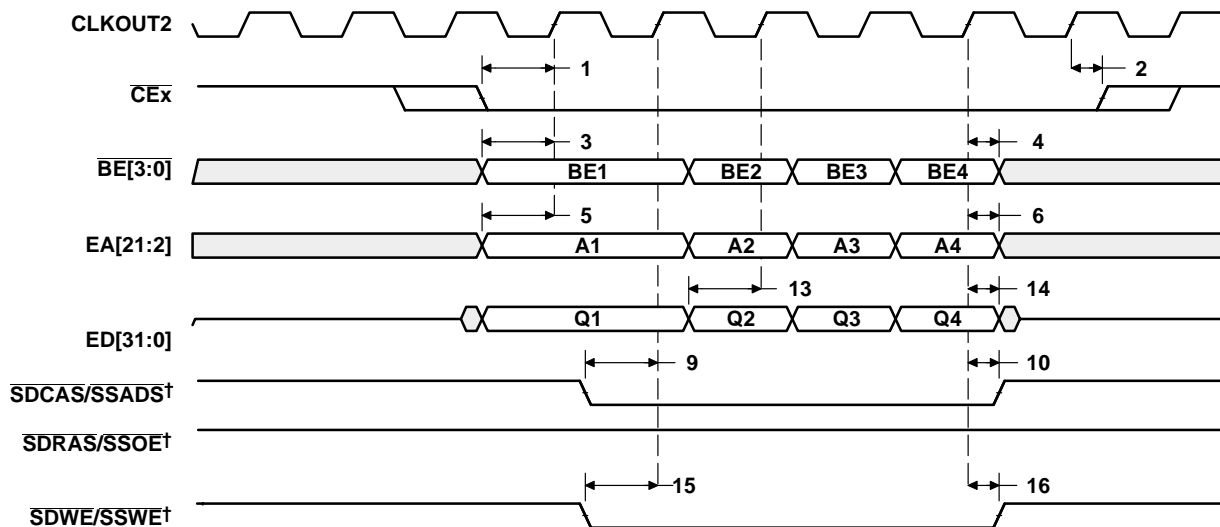 CLKOUT2
1 2
CEx
3 4
BE[3:0] BE1 BE2 BE3 BE4
5 6
EA[21:2] A1 A2 A3 A4
13 14
ED[31:0] Q1 Q2 Q3 Q4
9 10
SDCAS/SSADS†
SDRAS/SSOE†
15 16
SDWE/SSWE†